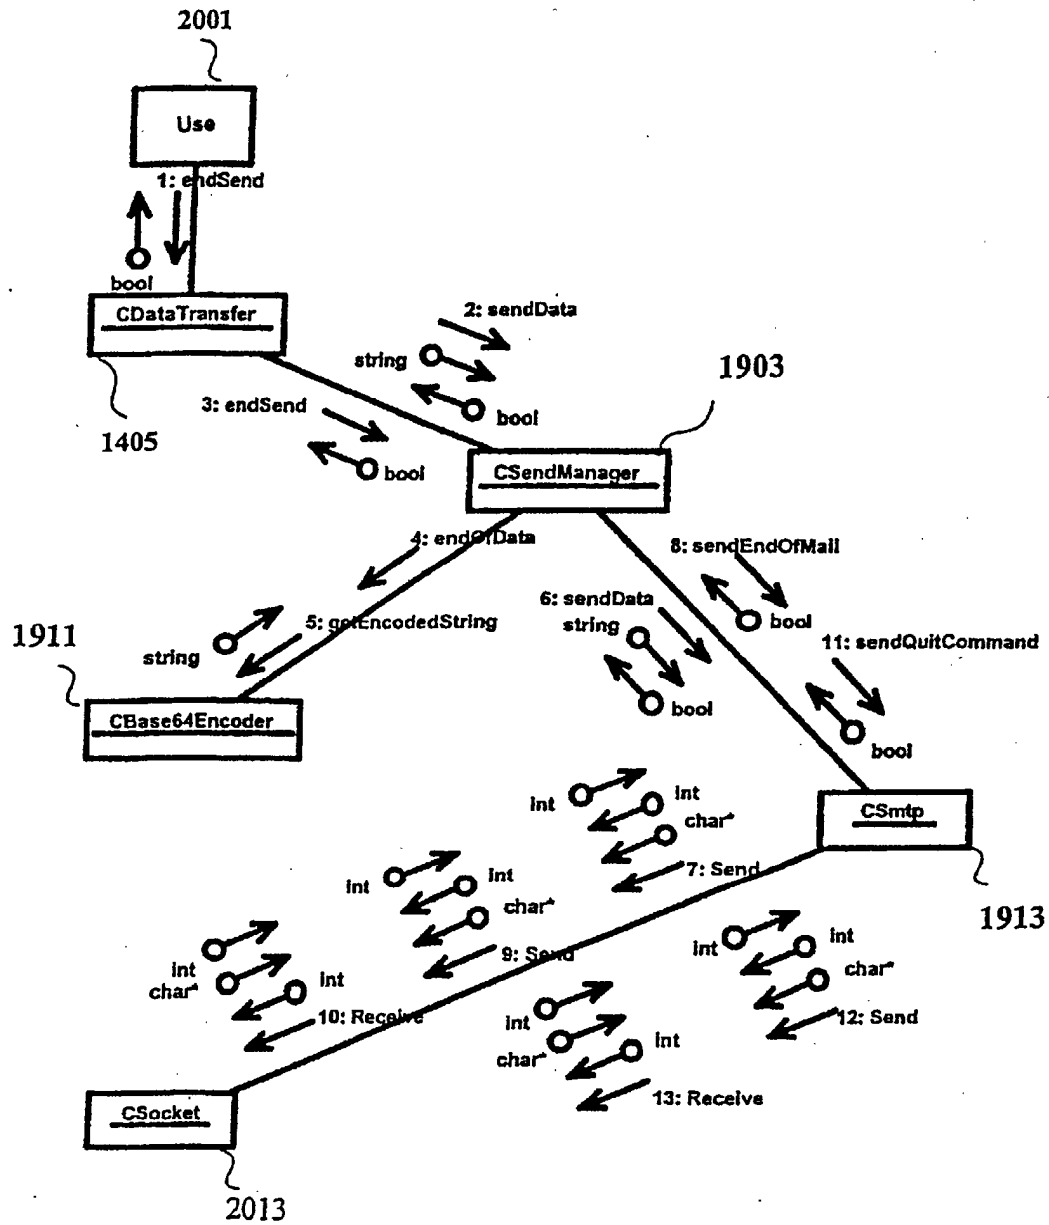 2001
Use
1: endSend
bool
CDataTransfer
1405
2: sendData
string
bool
3: endSend
bool
1903
CSendManager
4: endOfData
5: getEncodedString
string
1911
CBase64Encoder
8: sendEndOfMail
bool
6: sendData
string
bool
11: sendQuitCommand
bool
CSmtp
1913
int
int
char*
7: Send
int
int
char*
9: Send
int
char*
int
10: Receive
int
int
char*
12: Send
int
char*
int
13: Receive
CSocket
2013